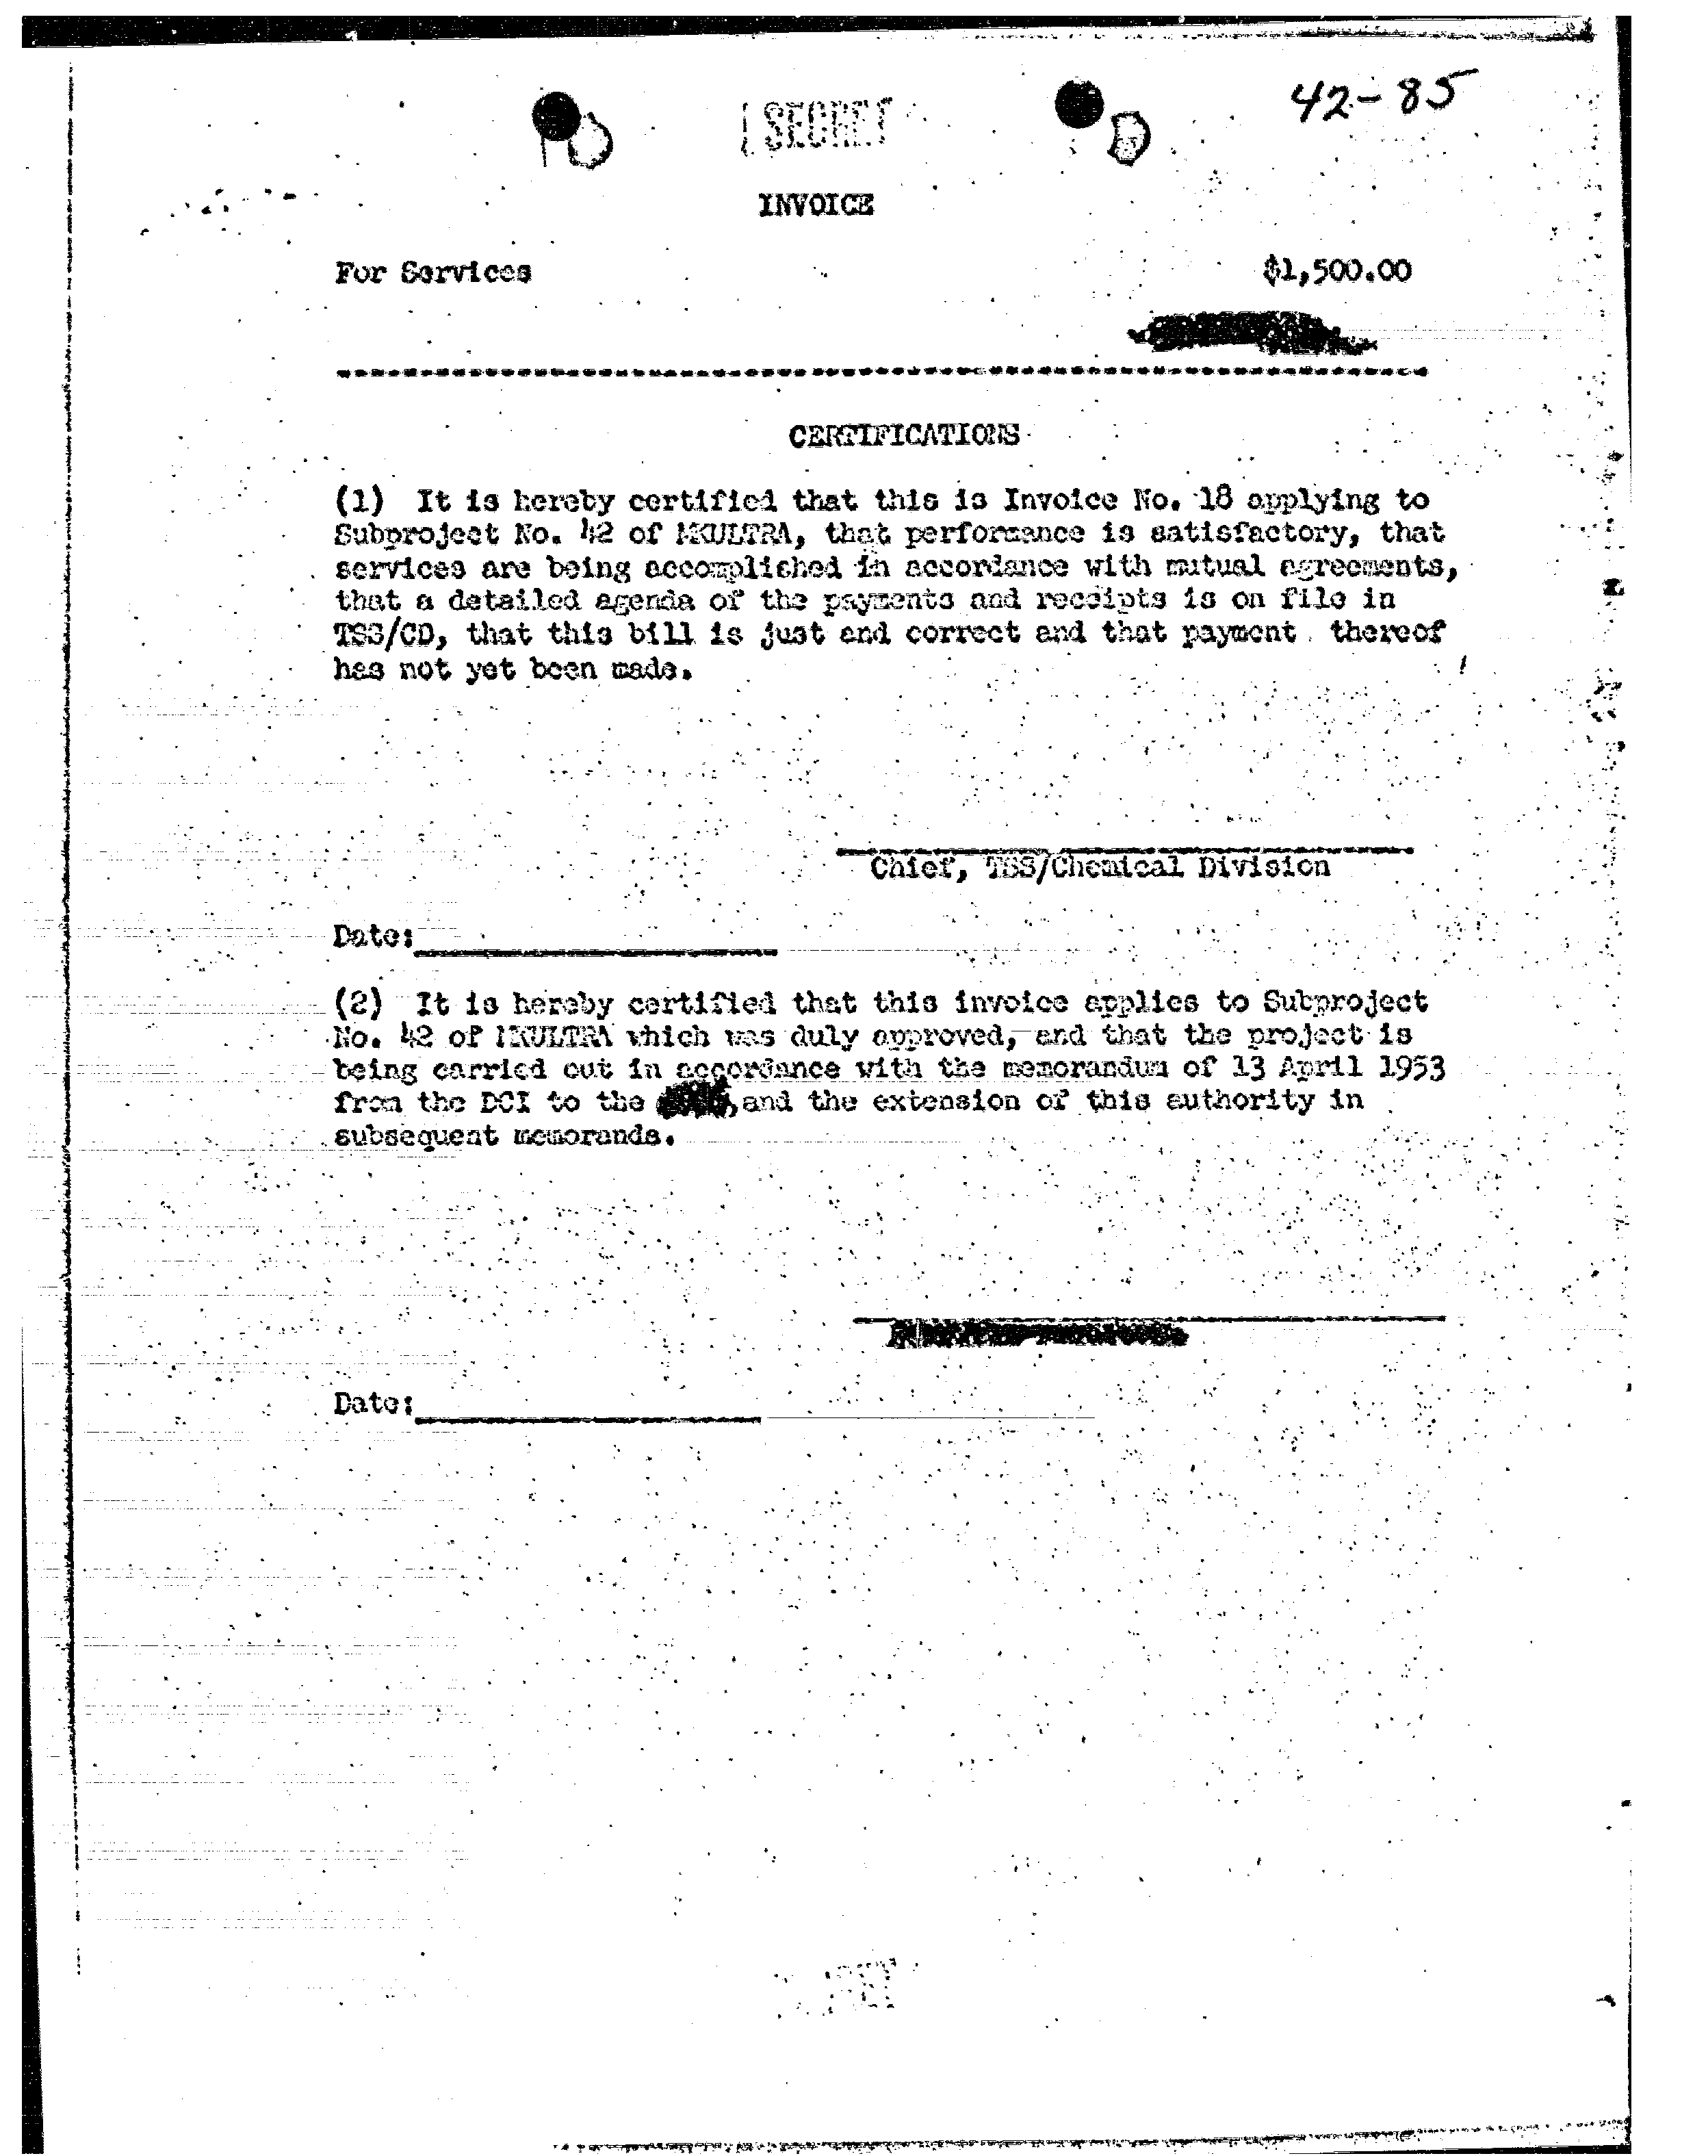 42-85
SECRET
INVOICE
For Services $1,500.00
CERTIFICATIONS
(1) It is hereby certified that this is Invoice No. 18 applying to
Subproject No. 42 of MKULTRA, that performance is satisfactory, that
services are being accomplished in accordance with mutual agreements,
that a detailed agenda of the payments and receipts is on file in
TSS/CD, that this bill is just and correct and that payment thereof
has not yet been made.
Chief, TSS/Chemical Division
Date:
(2) It is hereby certified that this invoice applies to Subproject
No. 42 of MKULTRA which was duly approved, and that the project is
being carried out in accordance with the memorandum of 13 April 1953
from the DCI to the , and the extension of this authority in
subsequent memoranda.
Date: